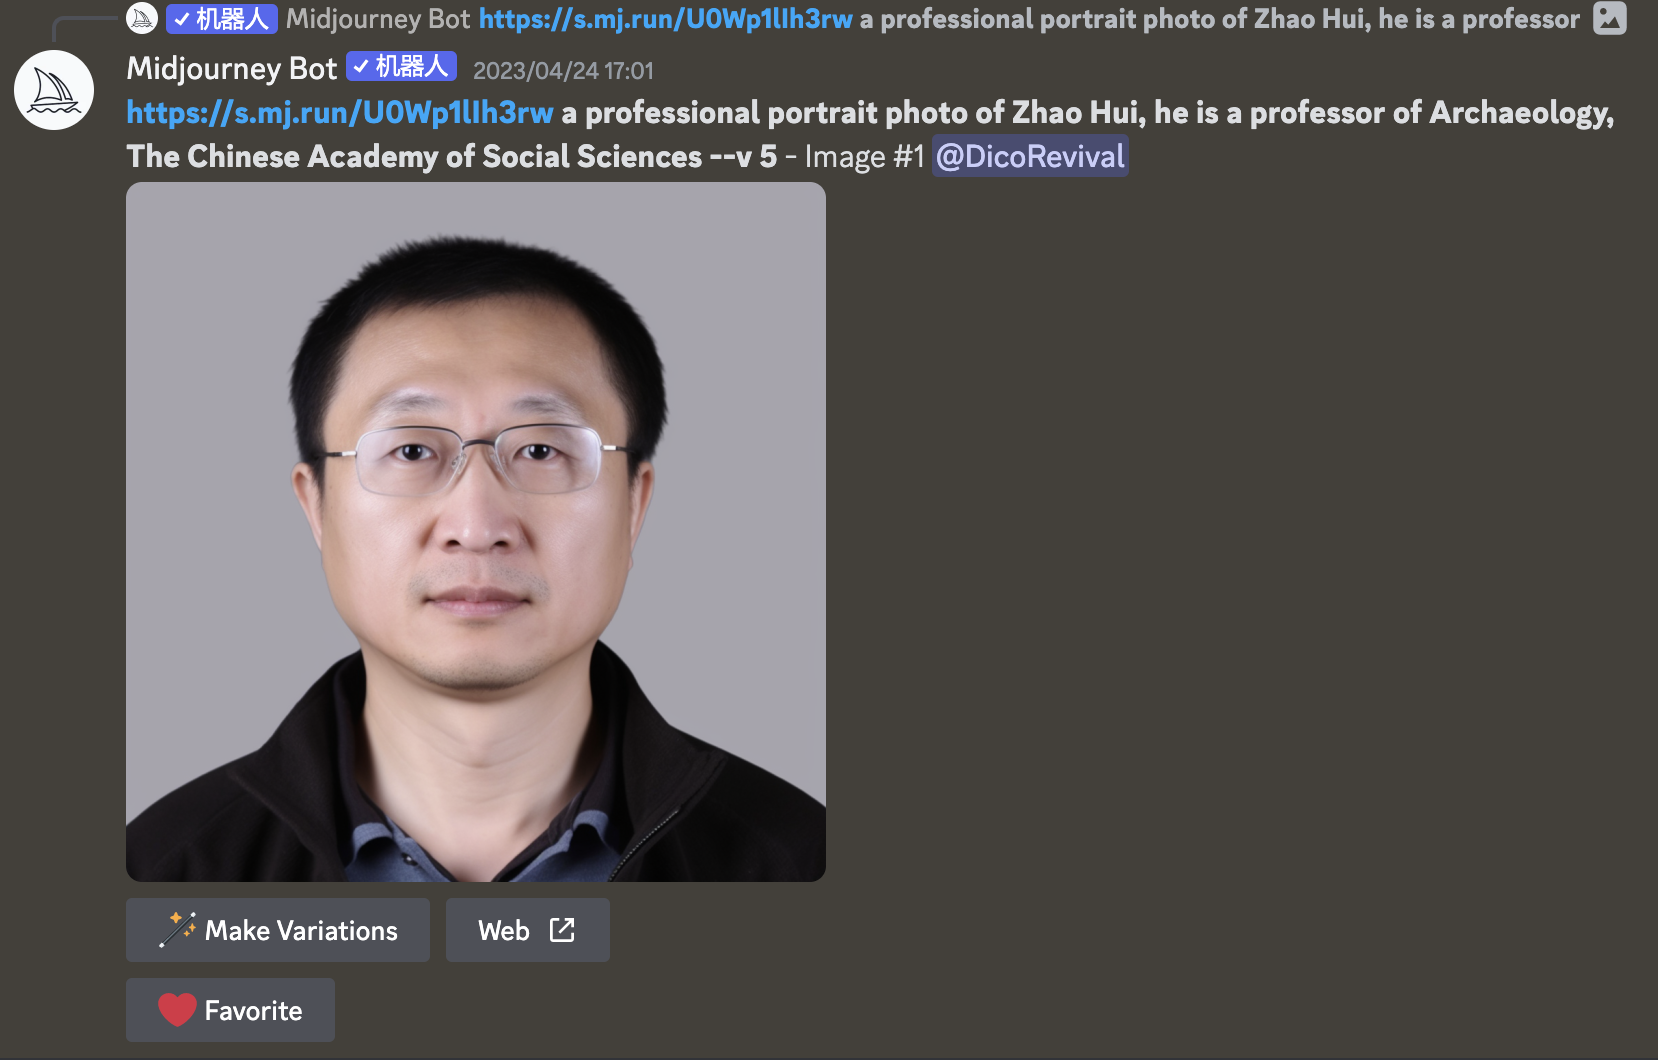 ✓ 机器人 Midjourney Bot https://s.mj.run/U0Wp1lIh3rw a professional portrait photo of Zhao Hui, he is a professor
Midjourney Bot ✓ 机器人 2023/04/24 17:01
https://s.mj.run/U0Wp1lIh3rw a professional portrait photo of Zhao Hui, he is a professor of Archaeology,
The Chinese Academy of Social Sciences --v 5 - Image #1 @DicoRevival
Make Variations Web
Favorite